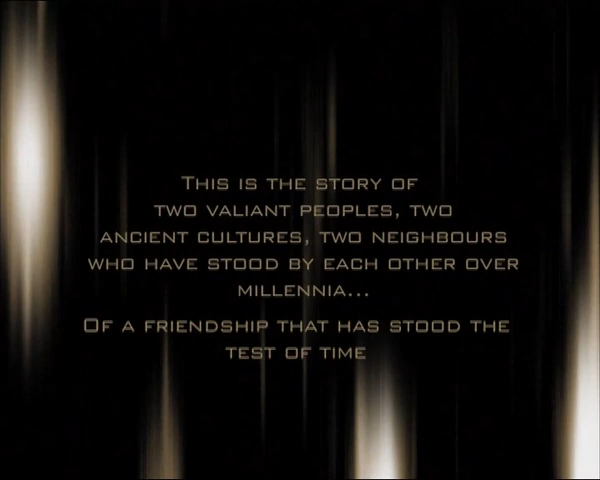 This is the story of
two valiant peoples, two
ancient cultures, two neighbours
who have stood by each other over
millennia...
Of a friendship that has stood the
test of time